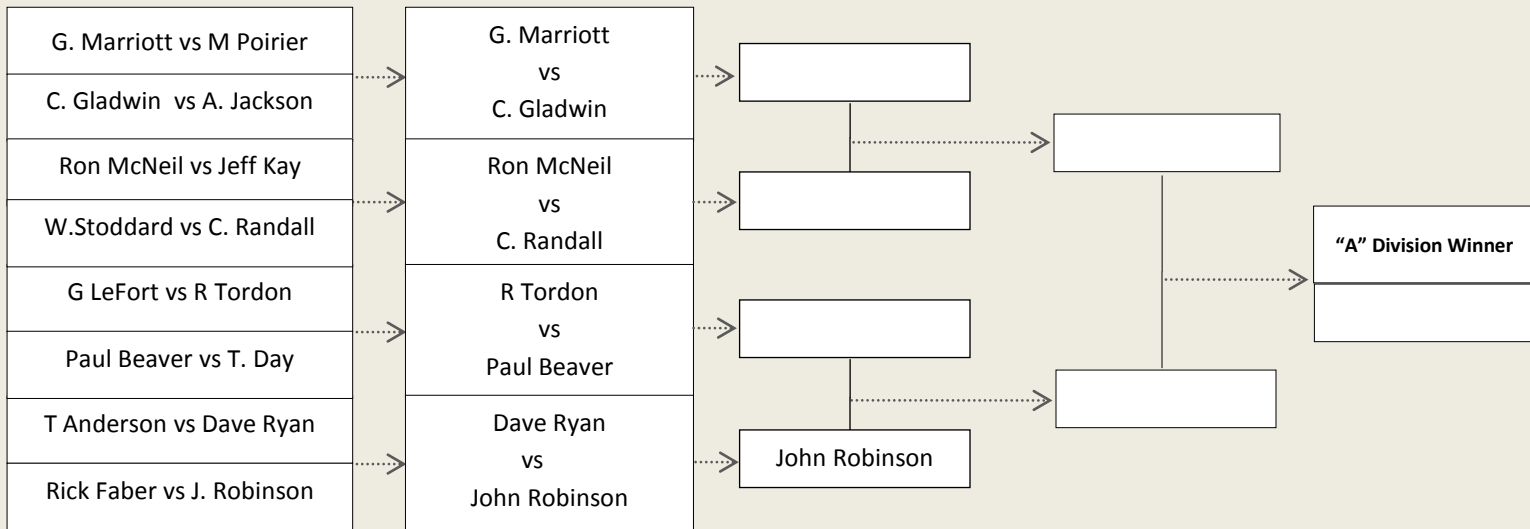 G. Marriott vs M Poirier
C. Gladwin vs A. Jackson
Ron McNeil vs Jeff Kay
W.Stoddard vs C. Randall
G LeFort vs R Tordon
Paul Beaver vs T. Day
T Anderson vs Dave Ryan
Rick Faber vs J. Robinson
G. Marriott
vs
C. Gladwin
Ron McNeil
vs
C. Randall
R Tordon
vs
Paul Beaver
Dave Ryan
vs
John Robinson
John Robinson
“A” Division Winner